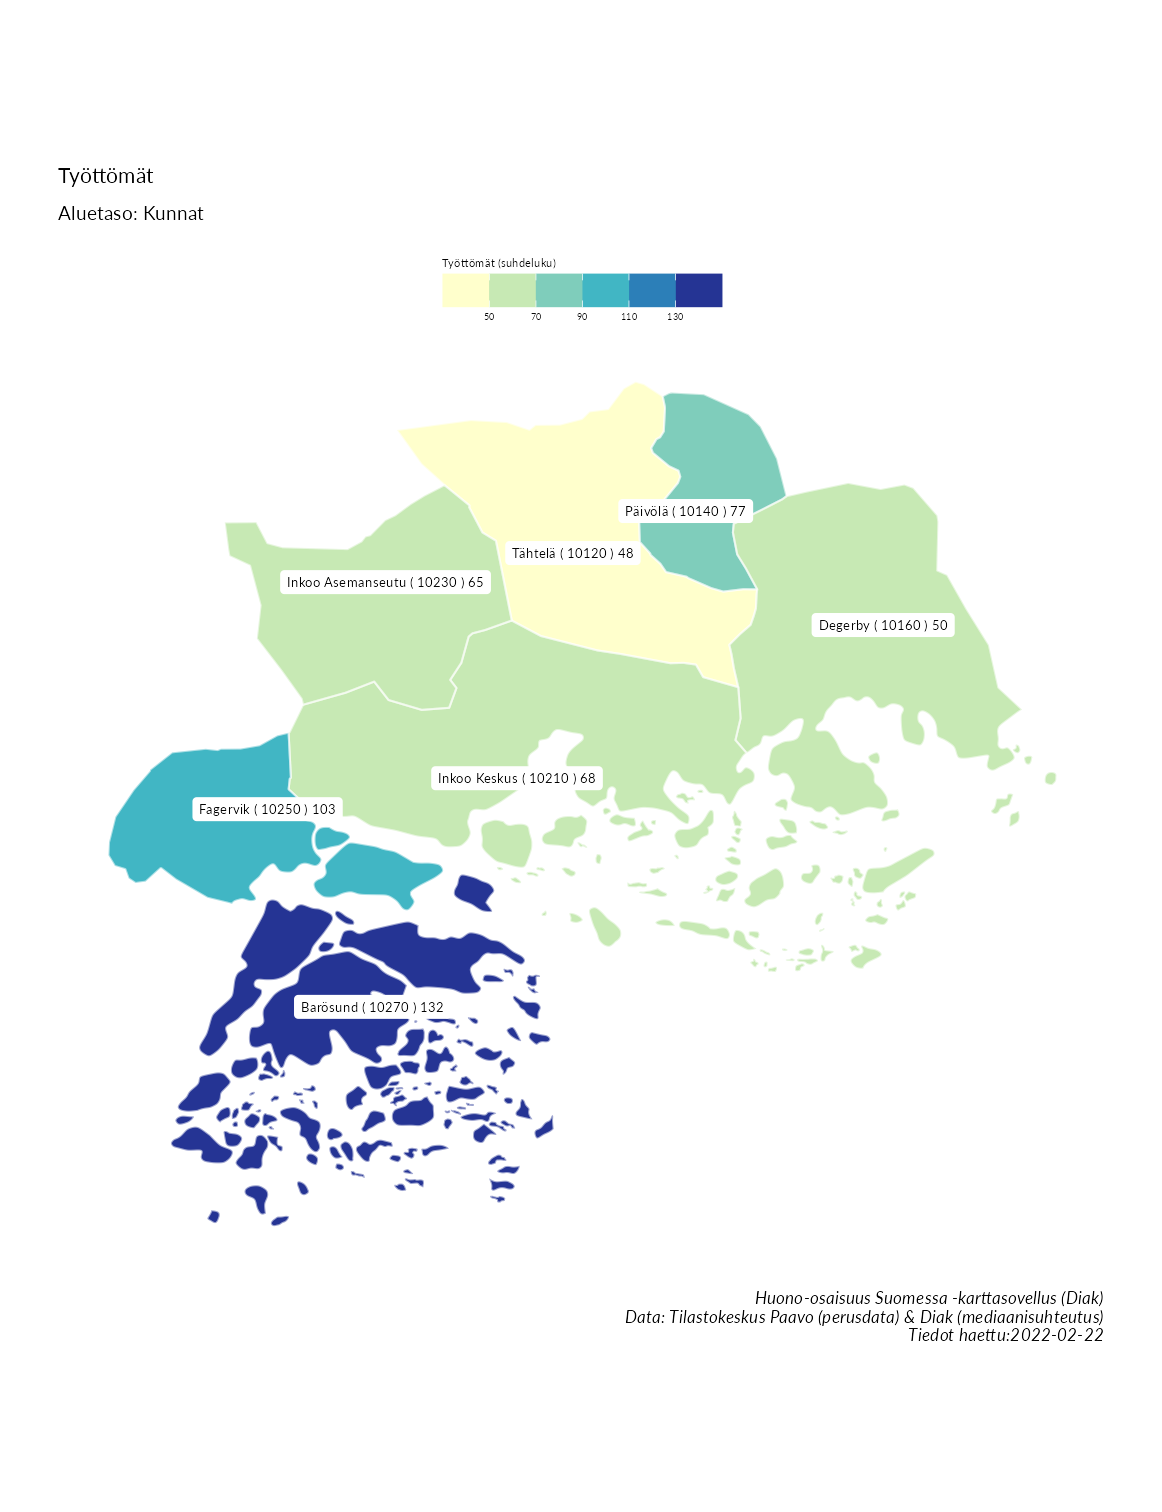 Työttömät
Aluetaso: Kunnat
Työttömät (suhdeluku)
50 70 90 110 130
Päivölä ( 10140 ) 77
Tähtelä ( 10120 ) 48
Inkoo Asemanseutu ( 10230 ) 65
Degerby ( 10160 ) 50
Inkoo Keskus ( 10210 ) 68
Fagervik ( 10250 ) 103
Barösund ( 10270 ) 132
Huono-osaisuus Suomessa -karttasovellus (Diak)
Data: Tilastokeskus Paavo (perusdata) & Diak (mediaanisuhteutus)
Tiedot haettu:2022-02-22